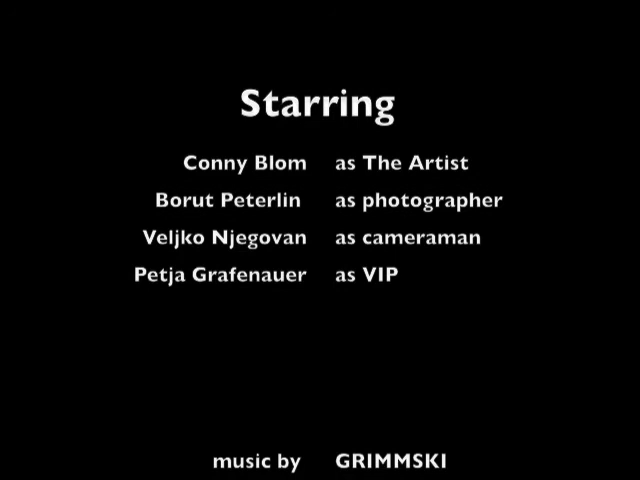 Starring
Conny Blom as The Artist
Borut Peterlin as photographer
Veljko Njegovan as cameraman
Petja Grafenauer as VIP
music by GRIMMSKI